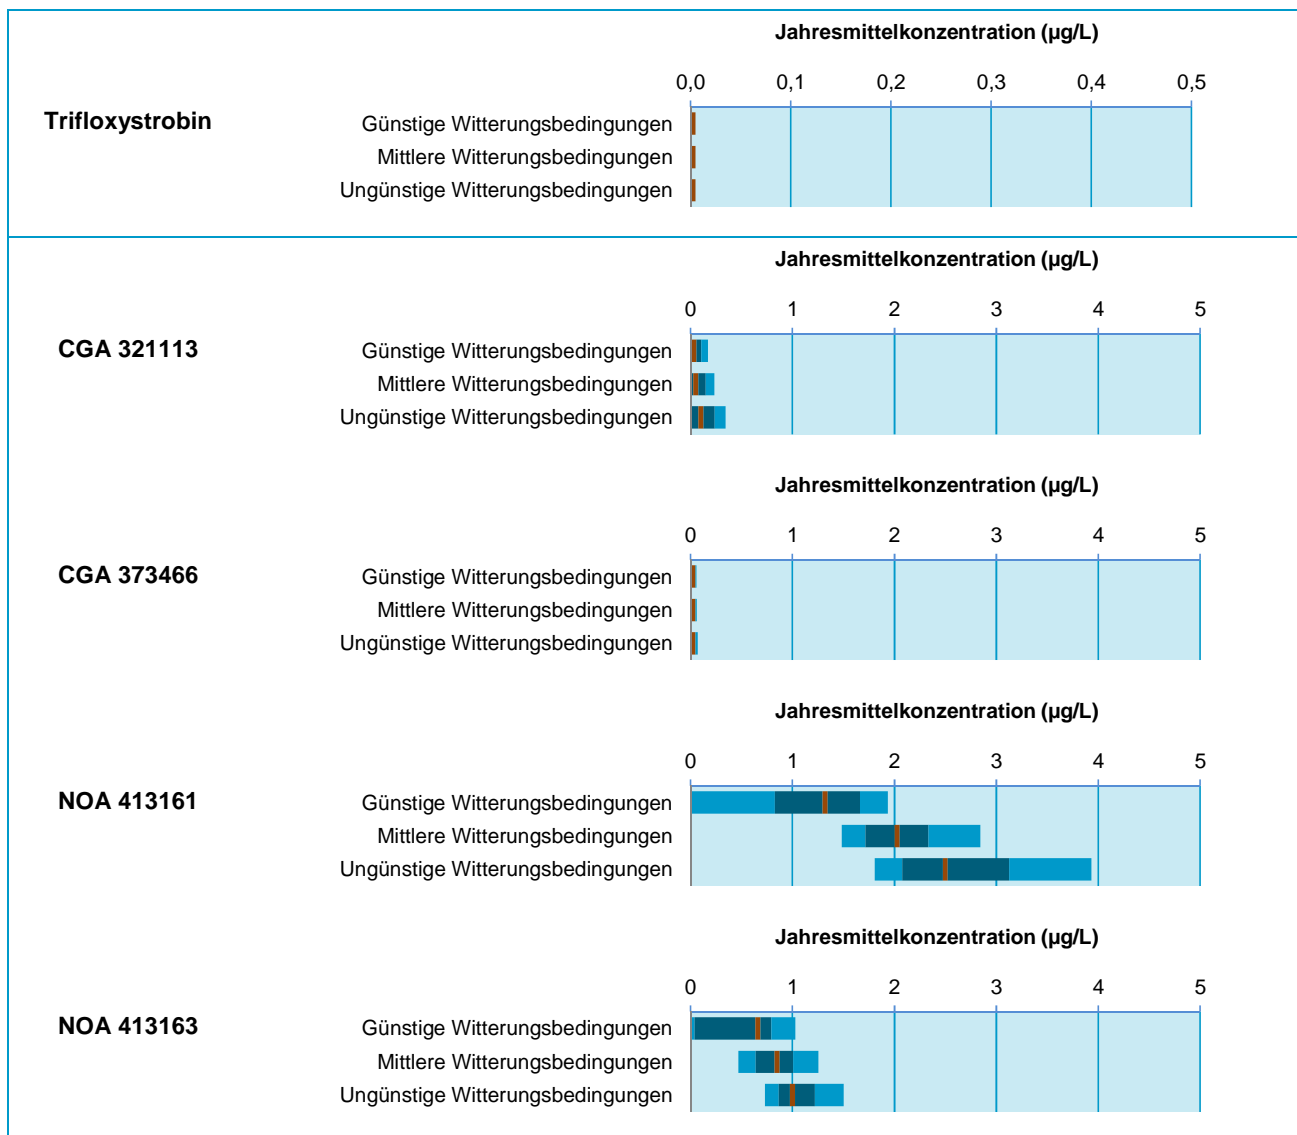 Jahresmittelkonzentration (µg/L)
0,0 0,1 0,2 0,3 0,4 0,5
Trifloxystrobin
Günstige Witterungsbedingungen
Mittlere Witterungsbedingungen
Ungünstige Witterungsbedingungen
Jahresmittelkonzentration (µg/L)
0 1 2 3 4 5
CGA 321113
Günstige Witterungsbedingungen
Mittlere Witterungsbedingungen
Ungünstige Witterungsbedingungen
Jahresmittelkonzentration (µg/L)
0 1 2 3 4 5
CGA 373466
Günstige Witterungsbedingungen
Mittlere Witterungsbedingungen
Ungünstige Witterungsbedingungen
Jahresmittelkonzentration (µg/L)
0 1 2 3 4 5
NOA 413161
Günstige Witterungsbedingungen
Mittlere Witterungsbedingungen
Ungünstige Witterungsbedingungen
Jahresmittelkonzentration (µg/L)
0 1 2 3 4 5
NOA 413163
Günstige Witterungsbedingungen
Mittlere Witterungsbedingungen
Ungünstige Witterungsbedingungen